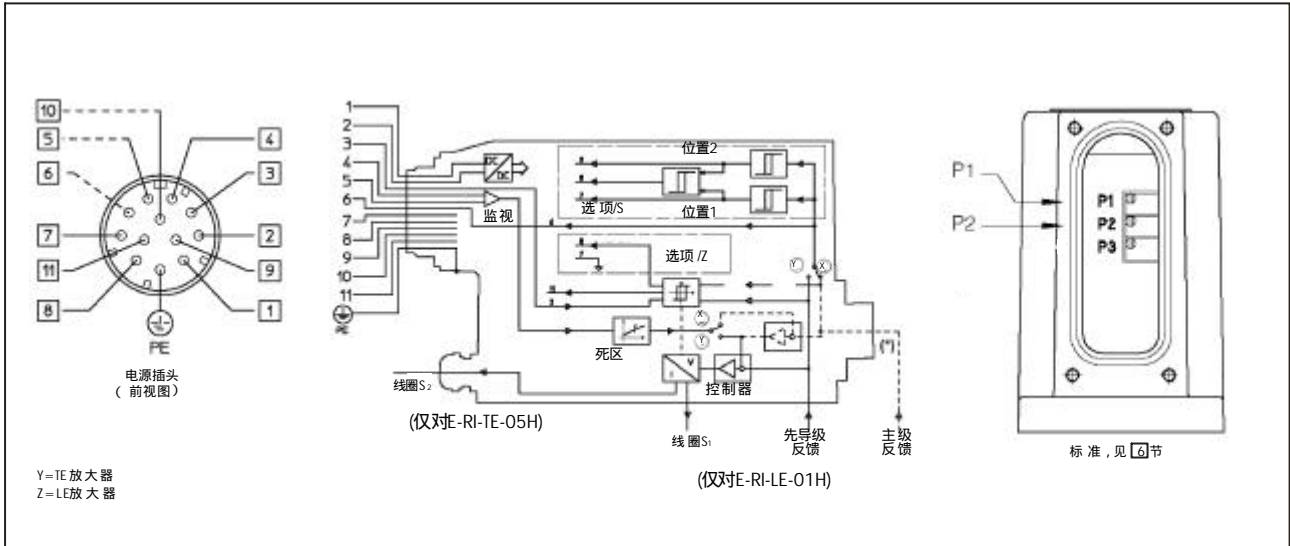 10
5
6
7
11
8
4
3
2
9
1
PE
电源插头
( 前视图)
Y=TE放大器
Z=LE放大器
1
2
3
4
5
6
7
8
9
10
11
DC
DC
监视
位置2
选项/S
位置1
选项/Z
Y
X
X
Y
死区
控制器
(*)
线圈S₂
(仅对E-RI-TE-05H)
线圈S₁
先导级
反馈
主级
反馈
(仅对E-RI-LE-01H)
P1
P2
P1
P2
P3
标准,见6节